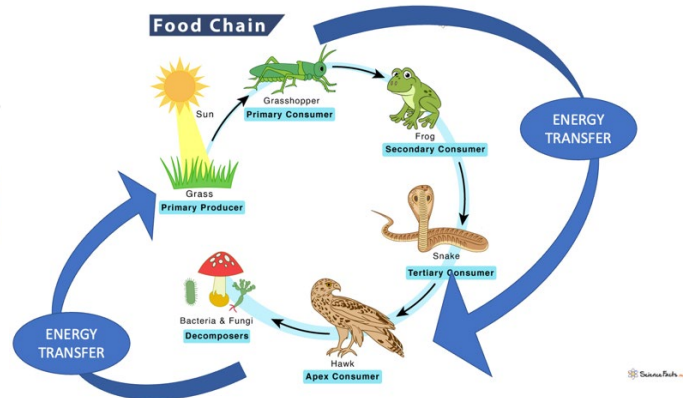 Food Chain
Sun
Grasshopper
Primary Consumer
Frog
Secondary Consumer
ENERGY
TRANSFER
Grass
Primary Producer
Snake
Tertiary Consumer
Bacteria & Fungi
Decomposers
Hawk
Apex Consumer
ENERGY
TRANSFER
ScienceFacts